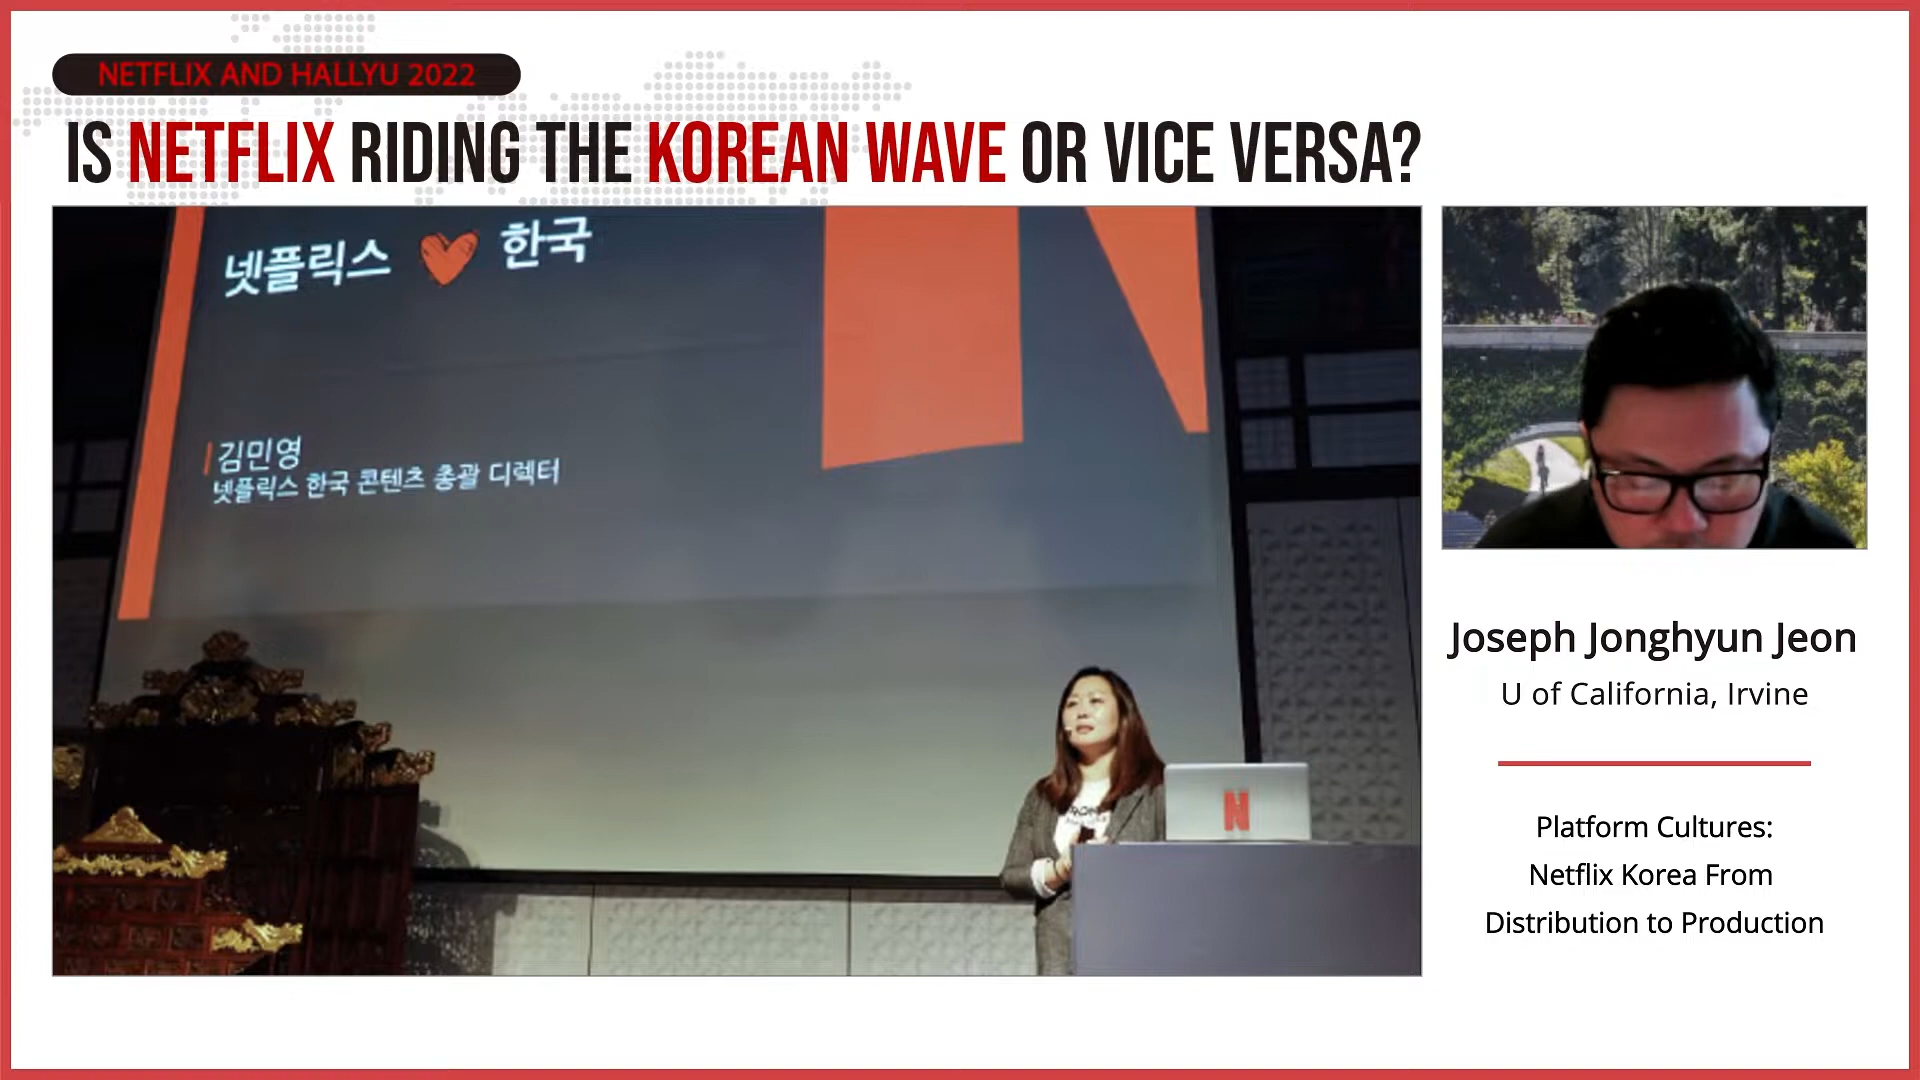 NETFLIX AND HALLYU 2022
IS NETFLIX RIDING THE KOREAN WAVE OR VICE VERSA?
넷플릭스 한국
김민영
넷플릭스 한국 콘텐츠 총괄 디렉터
N
Joseph Jonghyun Jeon
U of California, Irvine
Platform Cultures:
Netflix Korea From
Distribution to Production